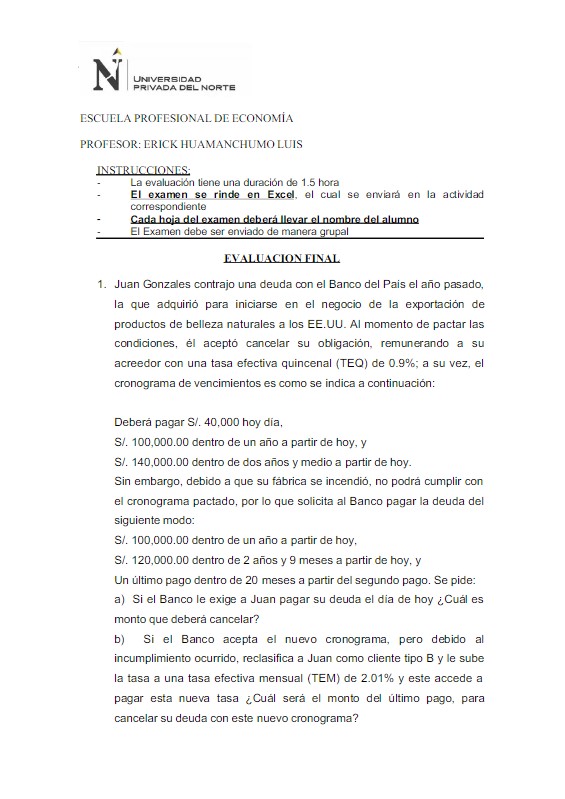 UNIVERSIDAD
PRIVADA DEL NORTE
ESCUELA PROFESIONAL DE ECONOMÍA
PROFESOR: ERICK HUAMANCHUMO LUIS
INSTRUCCIONES:
- La evaluación tiene una duración de 1.5 hora
- El examen se rinde en Excel, el cual se enviará en la actividad
correspondiente
- Cada hoja del examen deberá llevar el nombre del alumno
- El Examen debe ser enviado de manera grupal
EVALUACION FINAL
1. Juan Gonzales contrajo una deuda con el Banco del País el año pasado,
la que adquirió para iniciarse en el negocio de la exportación de
productos de belleza naturales a los EE.UU. Al momento de pactar las
condiciones, él aceptó cancelar su obligación, remunerando a su
acreedor con una tasa efectiva quincenal (TEQ) de 0.9%; a su vez, el
cronograma de vencimientos es como se indica a continuación:
Deberá pagar S/. 40,000 hoy día,
S/. 100,000.00 dentro de un año a partir de hoy, y
S/. 140,000.00 dentro de dos años y medio a partir de hoy.
Sin embargo, debido a que su fábrica se incendió, no podrá cumplir con
el cronograma pactado, por lo que solicita al Banco pagar la deuda del
siguiente modo:
S/. 100,000.00 dentro de un año a partir de hoy,
S/. 120,000.00 dentro de 2 años y 9 meses a partir de hoy, y
Un último pago dentro de 20 meses a partir del segundo pago. Se pide:
a) Si el Banco le exige a Juan pagar su deuda el día de hoy ¿Cuál es
monto que deberá cancelar?
b) Si el Banco acepta el nuevo cronograma, pero debido al
incumplimiento ocurrido, reclasifica a Juan como cliente tipo B y le sube
la tasa a una tasa efectiva mensual (TEM) de 2.01% y este accede a
pagar esta nueva tasa ¿Cuál será el monto del último pago, para
cancelar su deuda con este nuevo cronograma?